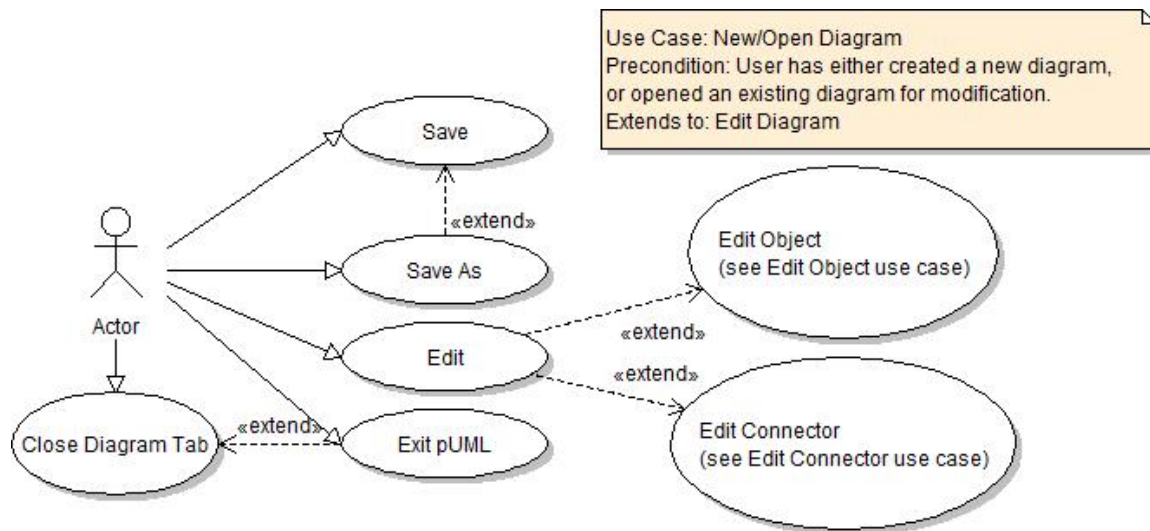 Use Case: New/Open Diagram
Precondition: User has either created a new diagram,
or opened an existing diagram for modification.
Extends to: Edit Diagram
Save
«extend»
Save As
Edit Object
(see Edit Object use case)
Actor
«extend»
Edit
«extend»
«extend»
Close Diagram Tab
Exit pUML
Edit Connector
(see Edit Connector use case)